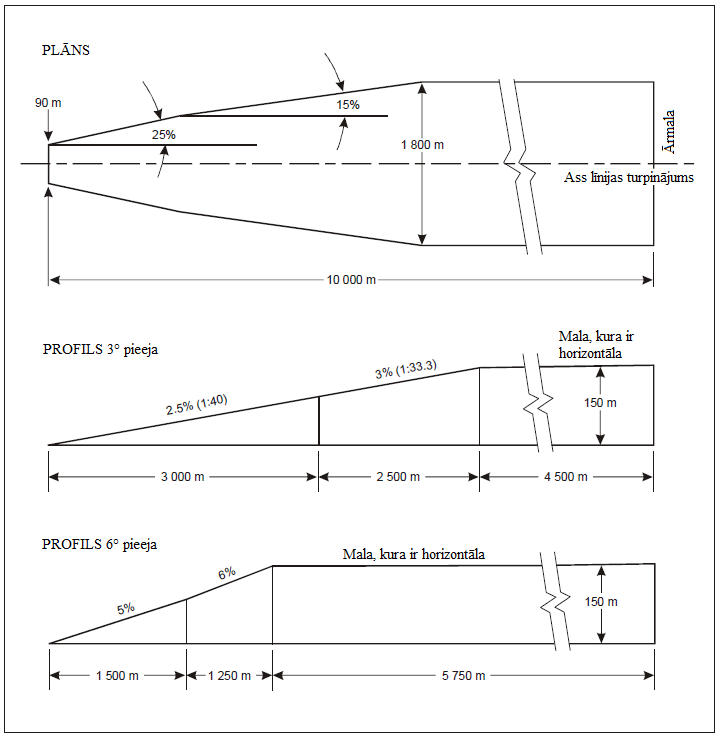 PLĀNS
90 m
15%
25%
1 800 m
Ārmala
Ass līnijas turpinājums
10 000 m
PROFILS 3° pieeja
Mala, kura ir
horizontāla
3% (1:33.3)
2.5% (1:40)
150 m
3 000 m
2 500 m
4 500 m
PROFILS 6° pieeja
Mala, kura ir horizontāla
6%
5%
150 m
1 500 m
1 250 m
5 750 m